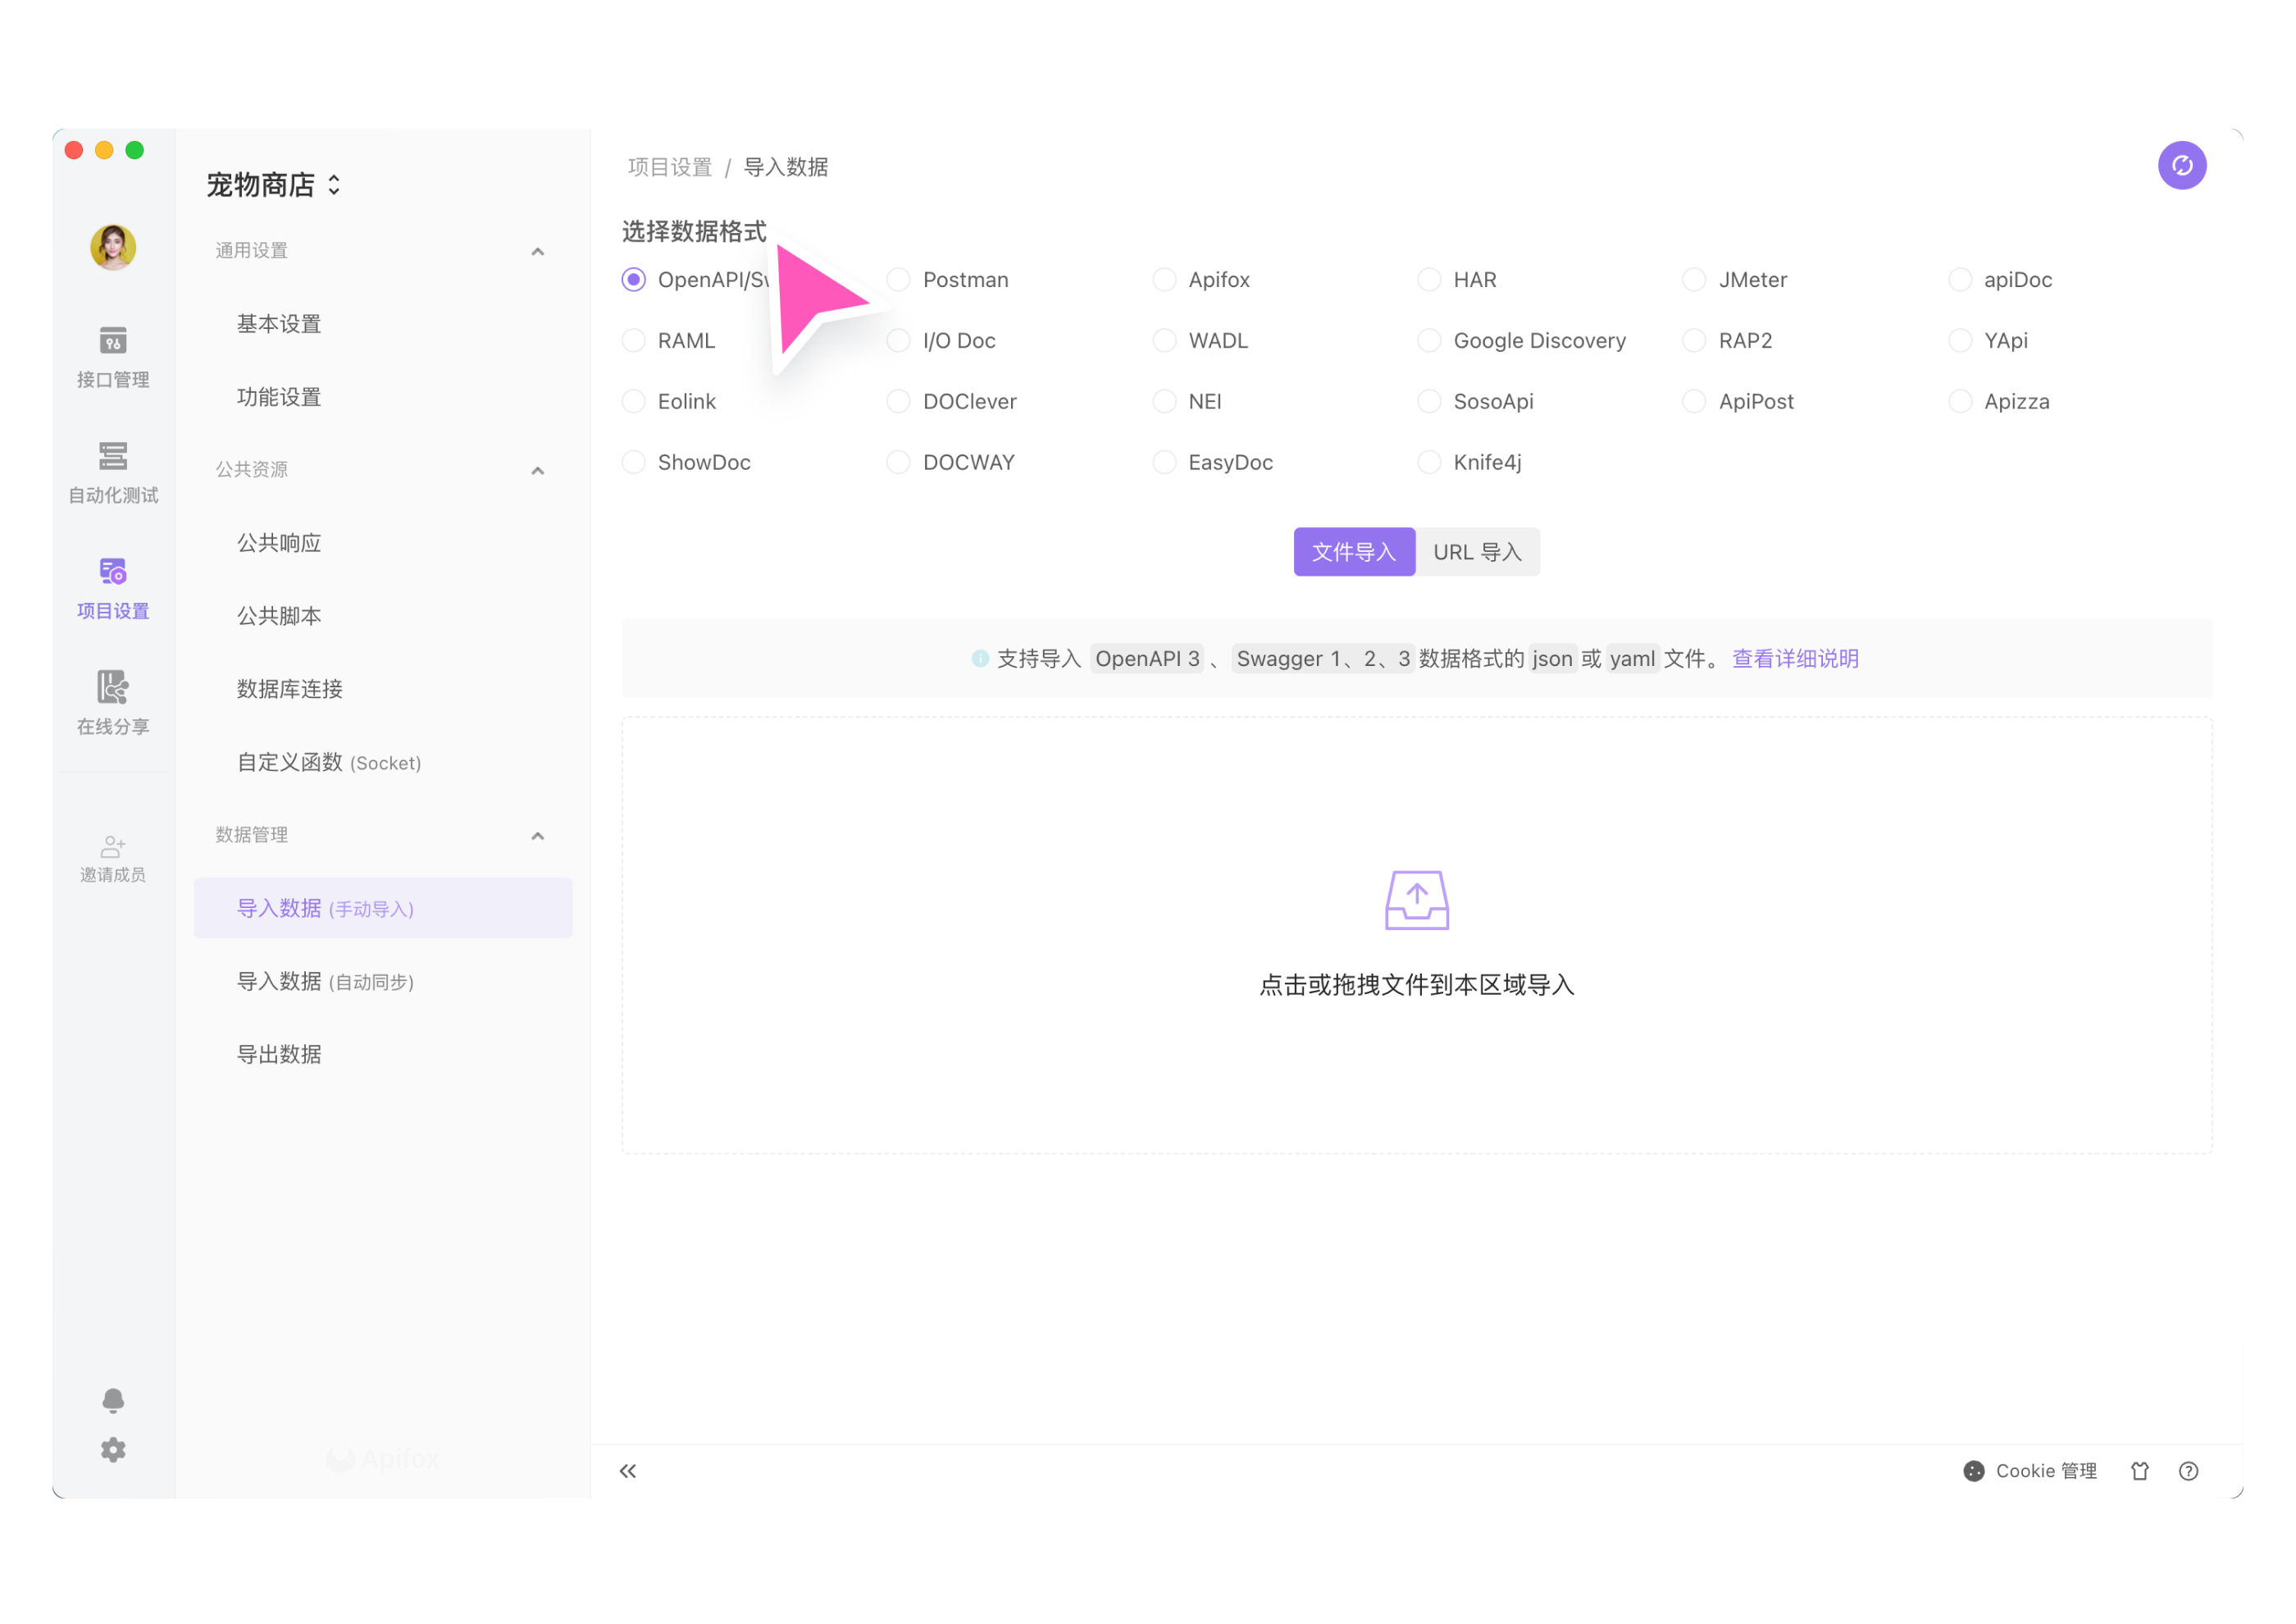 宠物商店
通用设置
基本设置
功能设置
公共资源
公共响应
公共脚本
数据库连接
自定义函数 (Socket)
数据管理
导入数据 (手动导入)
导入数据 (自动同步)
导出数据
Apifox
接口管理
自动化测试
项目设置
在线分享
邀请成员
项目设置 / 导入数据
选择数据格式
OpenAPI/Sw Postman Apifox HAR JMeter apiDoc
RAML I/O Doc WADL Google Discovery RAP2 YApi
Eolink DOClever NEI SosoApi ApiPost Apizza
ShowDoc DOCWAY EasyDoc Knife4j
文件导入 URL 导入
支持导入 OpenAPI 3 、 Swagger 1、2、3 数据格式的 json 或 yaml 文件。 查看详细说明
点击或拖拽文件到本区域导入
Cookie 管理